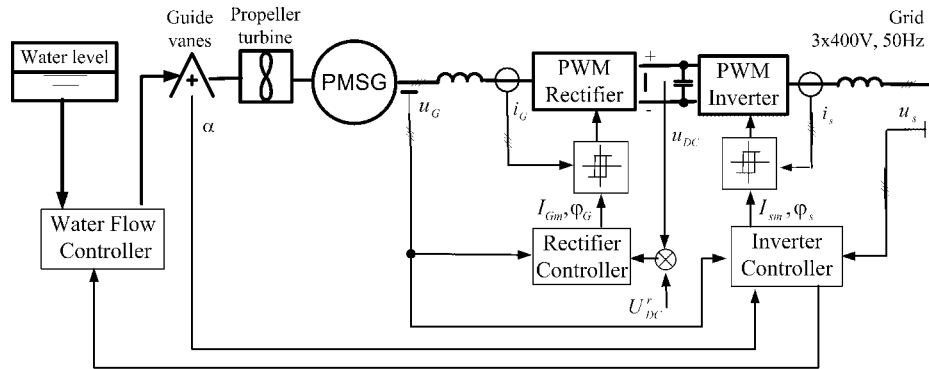 Guide
vanes
Propeller
turbine
Grid
3x400V, 50Hz
Water level
PMSG
PWM
Rectifier
+
-
PWM
Inverter
+
α
u_G
i_G
u_DC
i_s
u_s
I_Gm, φ_G
I_sm, φ_s
Water Flow
Controller
Rectifier
Controller
Inverter
Controller
U^r_DC